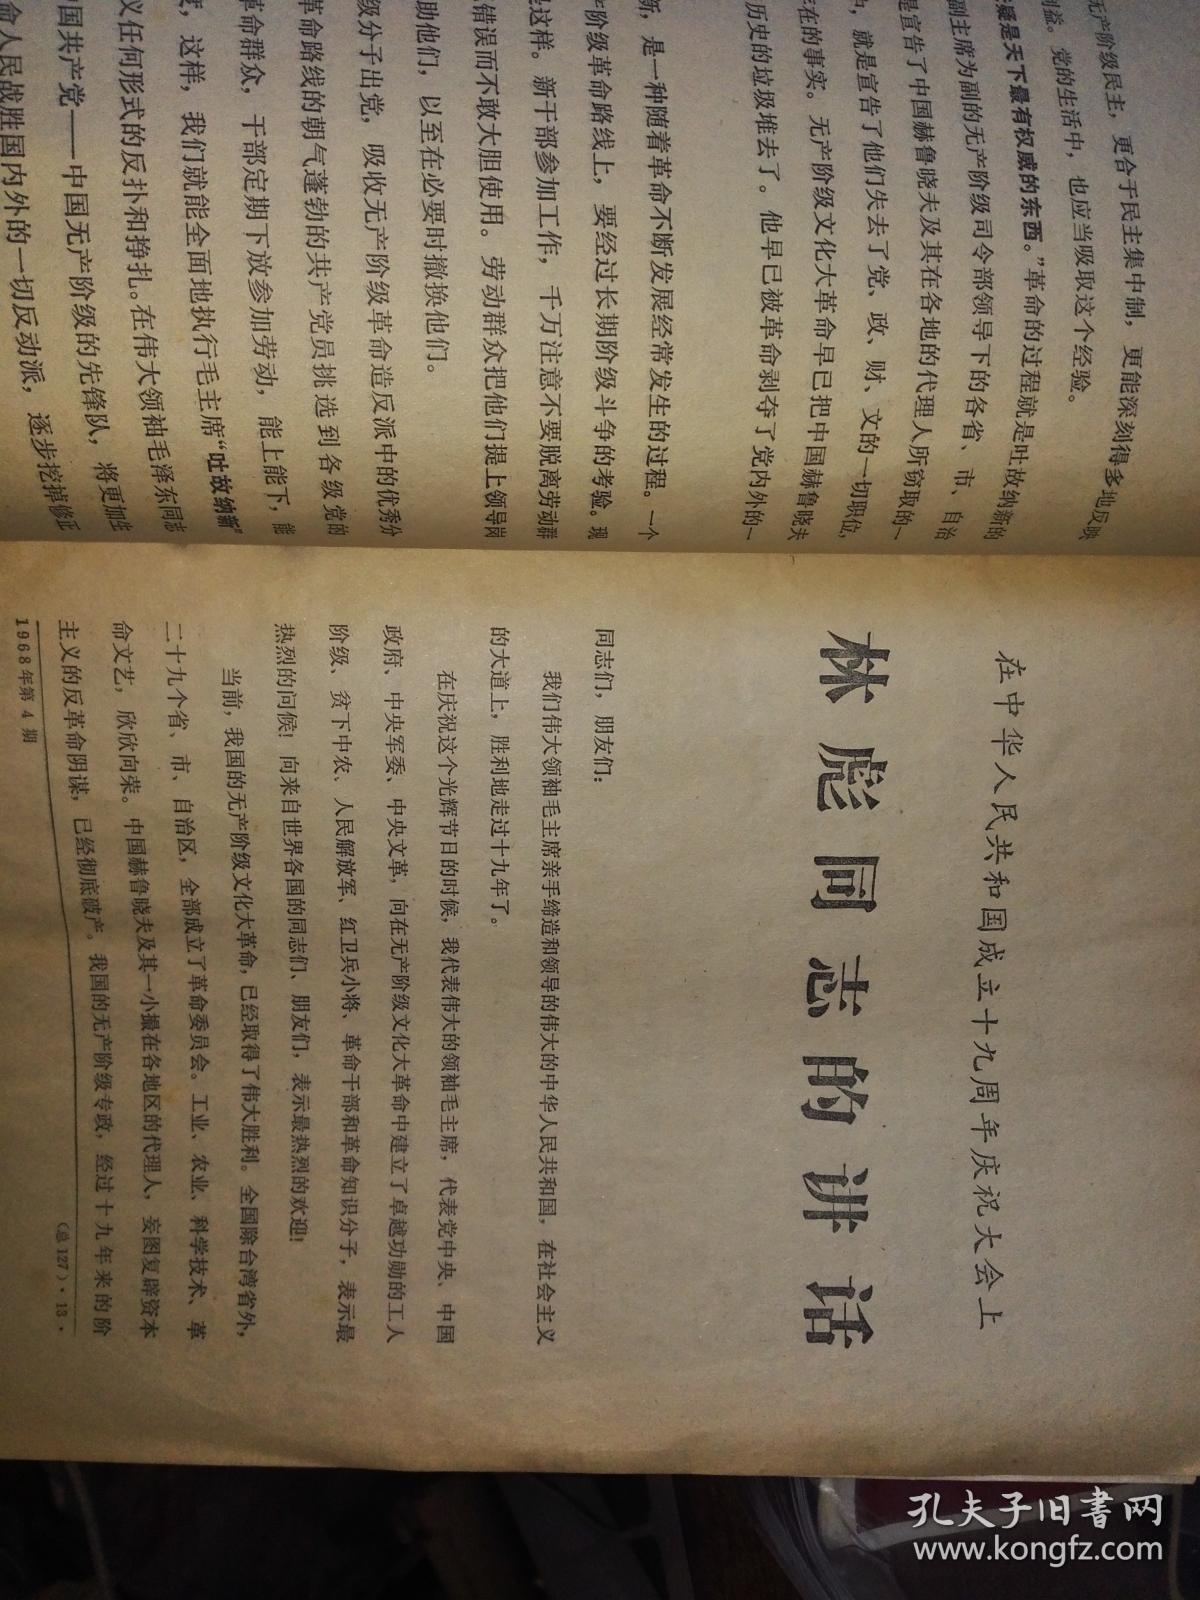 无产阶级民主，更合于民主集中制，更能深刻得多地反映
利益。党的生活中，也应当吸取这个经验。
疑是天下最有权威的东西。”革命的过程就是吐故纳新的
副主席为副的无产阶级司令部领导下的各省、市、自治
是宣告了中国赫鲁晓夫及其在各地的代理人所窃取的一
，就是宣告了他们失去了党、政、财、文的一切职位，
在的事实。无产阶级文化大革命早已把中国赫鲁晓夫
历史的垃圾堆去了。他早已被革命剥夺了党内外的一
新，是一种随着革命不断发展经常发生的过程。一个
产阶级革命路线上，要经过长期阶级斗争的考验。现
是这样。新干部参加工作，千万注意不要脱离劳动群
错误而不敢大胆使用。劳动群众把他们提上领导岗
助他们，以至在必要时撤换他们。
级分子出党，吸收无产阶级革命造反派中的优秀分
革命路线的朝气蓬勃的共产党员挑选到各级党的
革命群众，干部定期下放参加劳动，能上能下，能
度，这样，我们就能全面地执行毛主席“吐故纳新”
义任何形式的反扑和挣扎。在伟大领袖毛泽东同志
国共产党——中国无产阶级的先锋队，将更加坚
命人民战胜国内外的一切反动派，逐步挖掉修正
在中华人民共和国成立十九周年庆祝大会上
林彪同志的讲话
同志们，朋友们：
我们伟大领袖毛主席亲手缔造和领导的伟大的中华人民共和国，在社会主义
的大道上，胜利地走过十九年了。
在庆祝这个光辉节日的时候，我代表伟大的领袖毛主席，代表党中央、中国
政府、中央军委、中央文革，向在无产阶级文化大革命中建立了卓越功勋的工人
阶级、贫下中农、人民解放军、红卫兵小将、革命干部和革命知识分子，表示最
热烈的问候！向来自世界各国的同志们、朋友们，表示最热烈的欢迎！
当前，我国的无产阶级文化大革命，已经取得了伟大胜利。全国除台湾省外，
二十九个省、市、自治区，全部成立了革命委员会。工业、农业、科学技术、革
命文艺，欣欣向荣。中国赫鲁晓夫及其一小撮在各地区的代理人，妄图复辟资本
主义的反革命阴谋，已经彻底破产。我国的无产阶级专政，经过十九年来的阶
1968年第4期
（总127）·13·
孔夫子旧书网
www.kongfz.com